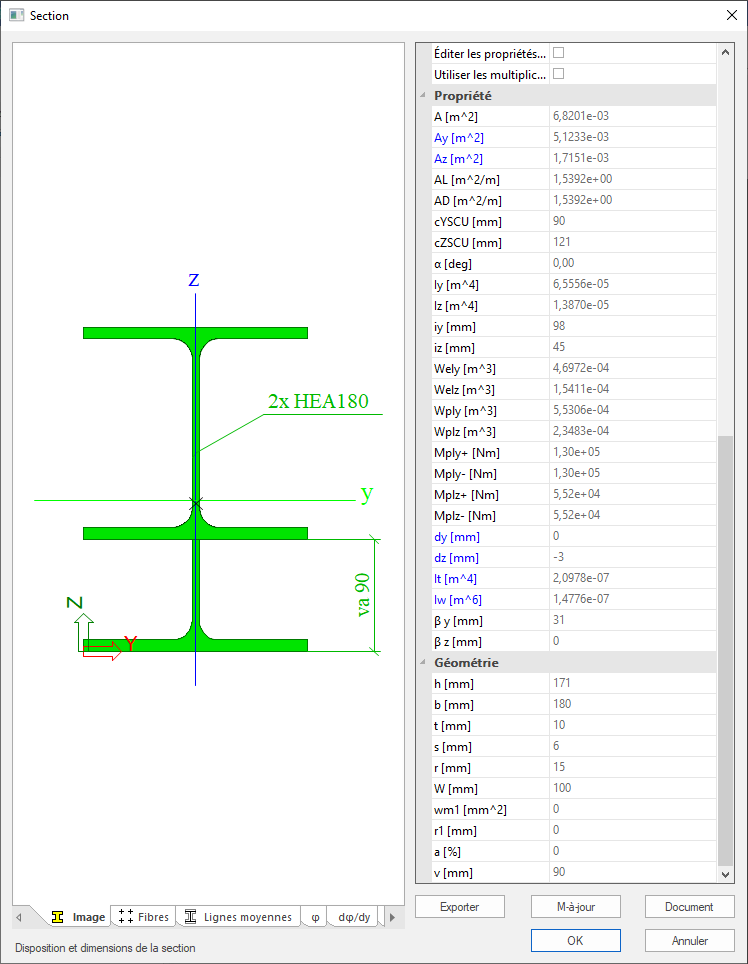 Section
z
2x HEA180
y
va 90
Z
Y
Image
Fibres
Lignes moyennes
φ
dφ/dy
Disposition et dimensions de la section
Éditer les propriétés...
Utiliser les multiplic...
Propriété
A [m^2] 6,8201e-03
Ay [m^2] 5,1233e-03
Az [m^2] 1,7151e-03
AL [m^2/m] 1,5392e+00
AD [m^2/m] 1,5392e+00
cYSCU [mm] 90
cZSCU [mm] 121
α [deg] 0,00
Iy [m^4] 6,5556e-05
Iz [m^4] 1,3870e-05
iy [mm] 98
iz [mm] 45
Wely [m^3] 4,6972e-04
Welz [m^3] 1,5411e-04
Wply [m^3] 5,5306e-04
Wplz [m^3] 2,3483e-04
Mply+ [Nm] 1,30e+05
Mply- [Nm] 1,30e+05
Mplz+ [Nm] 5,52e+04
Mplz- [Nm] 5,52e+04
dy [mm] 0
dz [mm] -3
It [m^4] 2,0978e-07
Iw [m^6] 1,4776e-07
β y [mm] 31
β z [mm] 0
Géométrie
h [mm] 171
b [mm] 180
t [mm] 10
s [mm] 6
r [mm] 15
W [mm] 100
wm1 [mm^2] 0
r1 [mm] 0
a [%] 0
v [mm] 90
Exporter
M-à-jour
Document
OK
Annuler